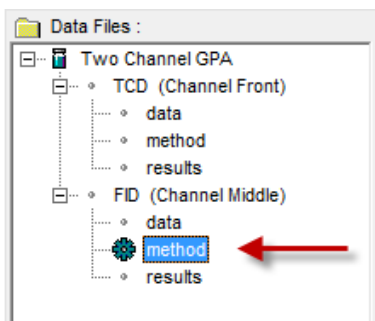 Data Files :
Two Channel GPA
TCD (Channel Front)
data
method
results
FID (Channel Middle)
data
method
results